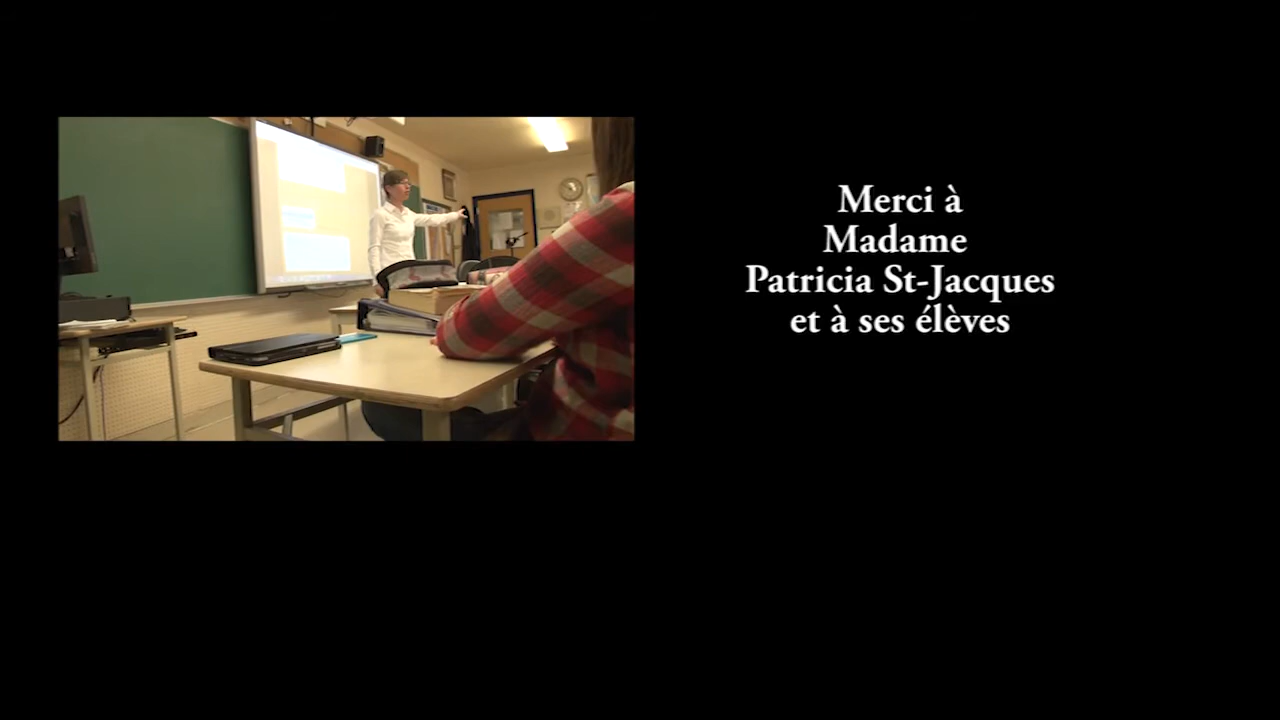 Merci à
Madame
Patricia St-Jacques
et à ses élèves